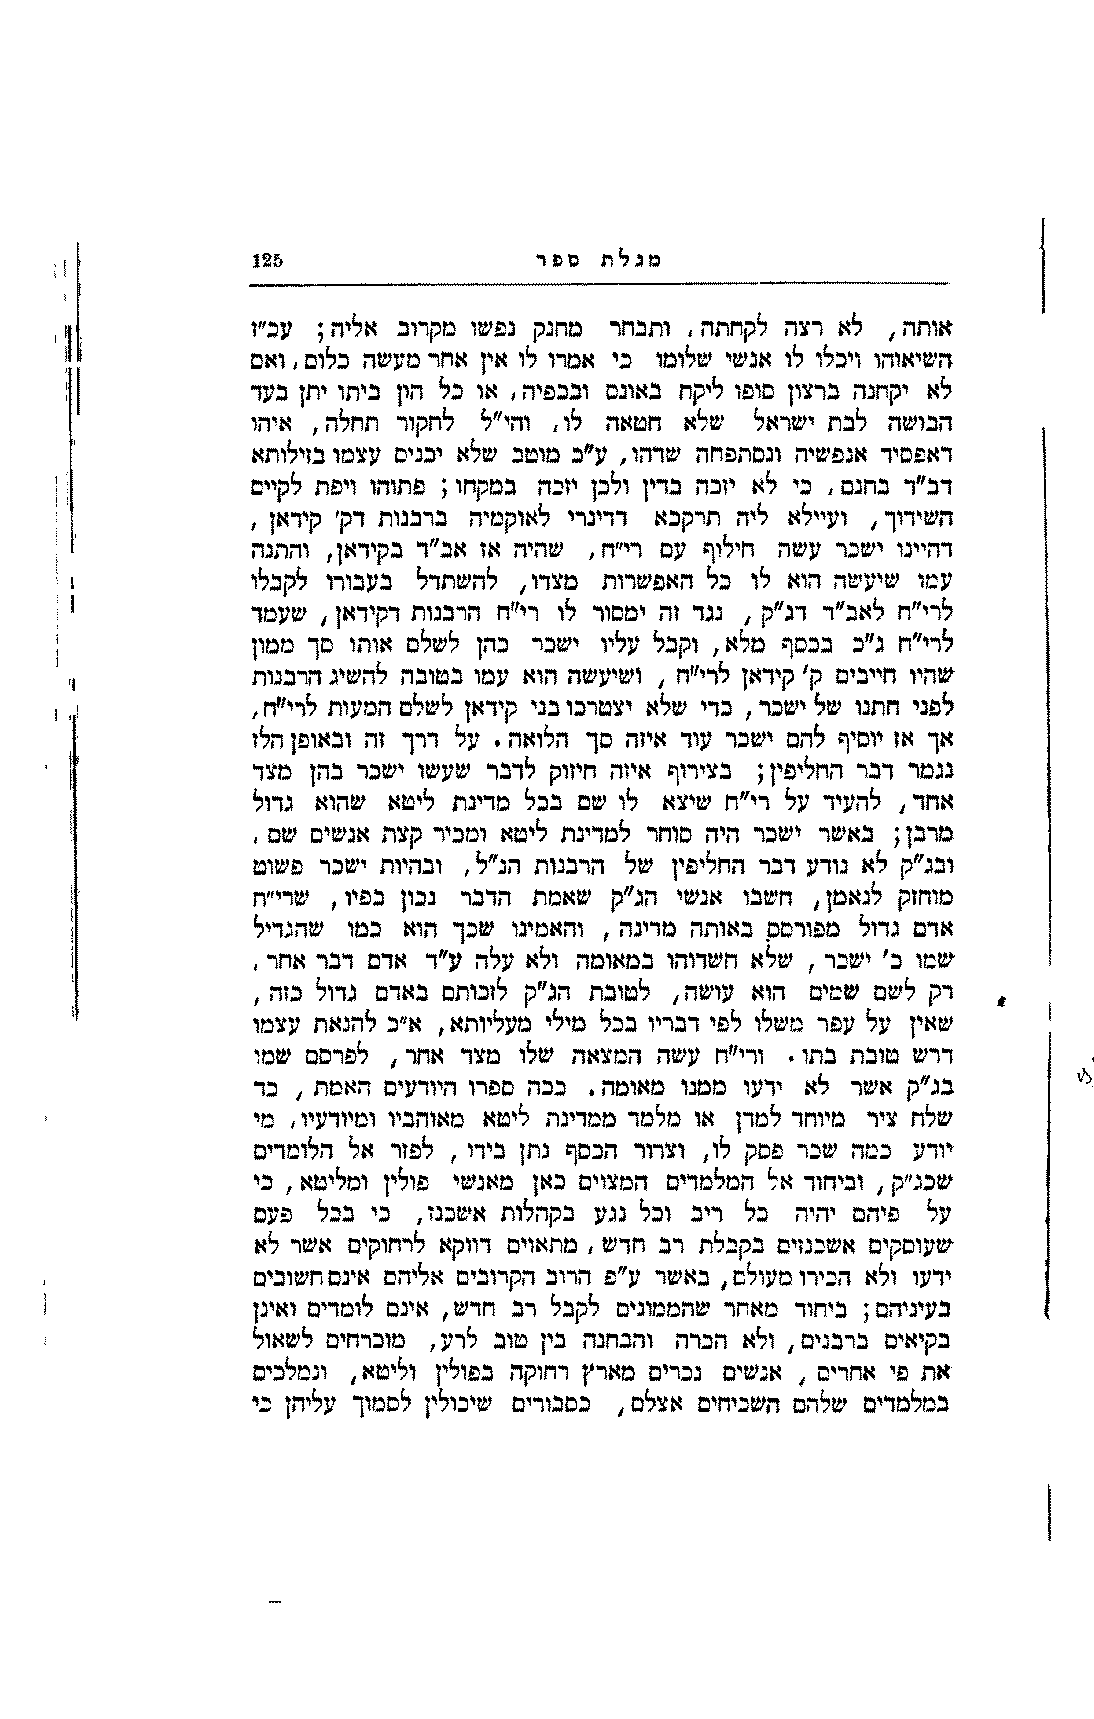 מגלת ספר 125
אותה, לא רצה לקחתה, ותבחר מחנק נפשו מקרוב אליה; עכ"ז
השיאוהו ויכלו לו אנשי שלומו כי אמרו לו אין אחר מעשה כלום, ואם
לא יקחנה ברצון סופו ליקח באונס ובכפיה, או כל הון ביתו יתן בעד
הבושה לבת ישראל שלא חטאה לו, והי"ל לחקור תחלה, איהו
דאפסיד אנפשיה ונסתפחה שדהו, ע"כ מוטב שלא יכניס עצמו בזילותא
דב"ד בחנם, כי לא יזכה בדין ולכן יזכה במקחו; פתוהו ויפת לקיים
השידוך, ועיילא ליה תרקבא דדינרי לאוקמיה ברבנות דק' קידאן,
דהיינו ישכר עשה חילוף עם רי"ח, שהיה אז אב"ד בקידאן, והתנה
עמו שיעשה הוא לו כל האפשרות מצדו, להשתדל בעבורו לקבלו
לרי"ח לאב"ד דג"ק, נגד זה ימסור לו רי"ח הרבנות דקידאן, שעמד
לרי"ח ג"כ בכסף מלא, וקבל עליו ישכר כהן לשלם אותו סך ממון
שהיו חייבים ק' קידאן לרי"ח, ושיעשה הוא עמו בטובה להשיג הרבנות
לפני חתנו של ישכר, כדי שלא יצטרכו בני קידאן לשלם המעות לרי"ח,
אך אז יוסיף להם ישכר עוד איזה סך הלואה. על דרך זה ובאופן הלז
נגמר דבר החליפין; בצירוף איזה חיזוק לדבר שעשו ישכר בהן מצד
אחד, להעיד על רי"ח שיצא לו שם בכל מדינת ליטא שהוא גדול
מרבן; באשר ישכר היה סוחר למדינת ליטא ומכיר קצת אנשים שם,
ובג"ק לא נודע דבר החליפין של הרבנות הנ"ל, ובהיות ישכר פשוט
מוחזק לנאמן, חשבו אנשי הג"ק שאמת הדבר נכון בפיו, שרי"ח
אדם גדול מפורסם באותה מדינה, והאמינו שכך הוא כמו שהגדיל
שמו כ' ישכר, שלא חשדוהו במאומה ולא עלה ע"ד אדם דבר אחר,
רק לשם שמים הוא עושה, לטובת הג"ק לזכותם באדם גדול כזה,
שאין על עפר משלו לפי דבריו בכל מילי מעליותא, א"כ להנאת עצמו
דרש טובת בתו. ורי"ח עשה המצאה שלו מצד אחר, לפרסם שמו
בג"ק אשר לא ידעו ממנו מאומה. ככה ספרו היודעים האמת, כד
שלח ציר מיוחד למדן או מלמד ממדינת ליטא מאוהביו ומיודעיו, מי
יודע כמה שכר פסק לו, וצרור הכסף נתן בידו, לפזר אל הלומדים
שבג"ק, וביחוד אל המלמדים המצוים כאן מאנשי פולין ומליטא, כי
על פיהם יהיה כל ריב וכל נגע בקהלות אשכנז, כי בכל פעם
שעוסקים אשכנזים בקבלת רב חדש, מתאוים דווקא לרחוקים אשר לא
ידעו ולא הכירו מעולם, באשר ע"פ הרוב הקרובים אליהם אינם חשובים
בעיניהם; ביחוד מאחר שהממונים לקבל רב חדש, אינם לומדים ואינן
בקיאים ברבנים, ולא הכרה והבחנה בין טוב לרע, מוכרחים לשאול
את פי אחרים, אנשים נכרים מארץ רחוקה בפולין וליטא, ונמלכים
במלמדים שלהם השכיחים אצלם, כסבורים שיכולין לסמוך עליהן כי